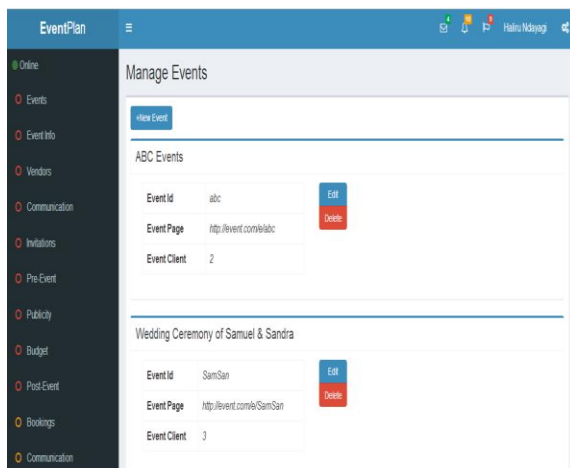 EventPlan
Haliru Ndayagi
Online
Manage Events
Events
+New Event
Event Info
ABC Events
Vendors
Event Id abc Edit
Communication
Delete
Event Page http://event.com/e/abc
Invitations
Event Client 2
Pre-Event
Publicity
Wedding Ceremony of Samuel & Sandra
Budget
Event Id SamSan Edit
Post-Event
Delete
Event Page http://event.com/e/SamSan
Bookings
Event Client 3
Communication